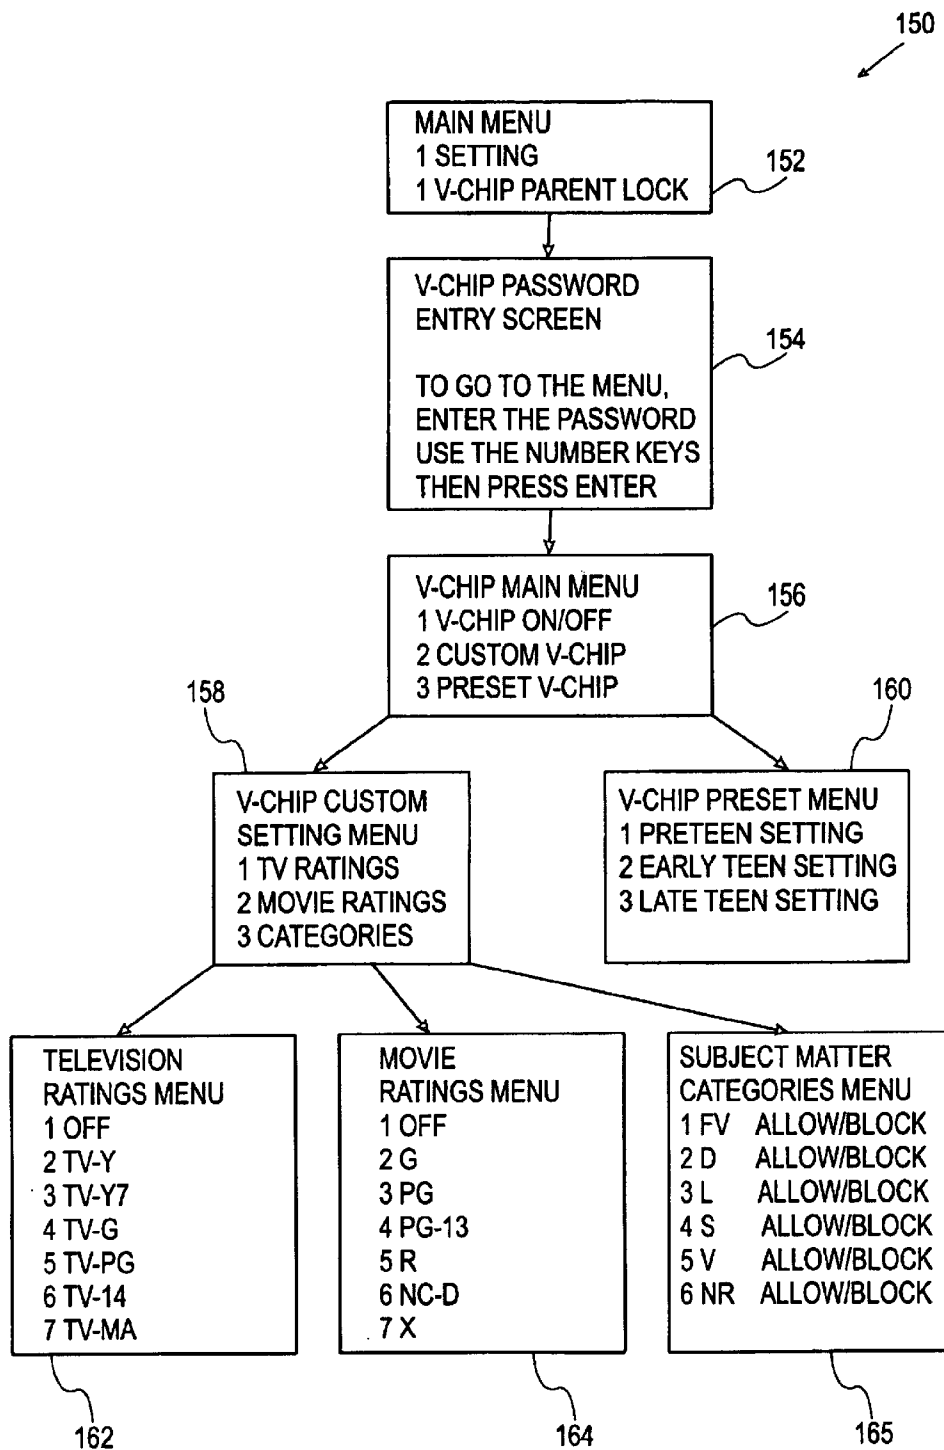 150
MAIN MENU
1 SETTING
1 V-CHIP PARENT LOCK
152
V-CHIP PASSWORD
ENTRY SCREEN
TO GO TO THE MENU,
ENTER THE PASSWORD
USE THE NUMBER KEYS
THEN PRESS ENTER
154
V-CHIP MAIN MENU
1 V-CHIP ON/OFF
2 CUSTOM V-CHIP
3 PRESET V-CHIP
156
158
V-CHIP CUSTOM
SETTING MENU
1 TV RATINGS
2 MOVIE RATINGS
3 CATEGORIES
160
V-CHIP PRESET MENU
1 PRETEEN SETTING
2 EARLY TEEN SETTING
3 LATE TEEN SETTING
TELEVISION
RATINGS MENU
1 OFF
2 TV-Y
3 TV-Y7
4 TV-G
5 TV-PG
6 TV-14
7 TV-MA
162
MOVIE
RATINGS MENU
1 OFF
2 G
3 PG
4 PG-13
5 R
6 NC-D
7 X
164
SUBJECT MATTER
CATEGORIES MENU
1 FV ALLOW/BLOCK
2 D ALLOW/BLOCK
3 L ALLOW/BLOCK
4 S ALLOW/BLOCK
5 V ALLOW/BLOCK
6 NR ALLOW/BLOCK
165